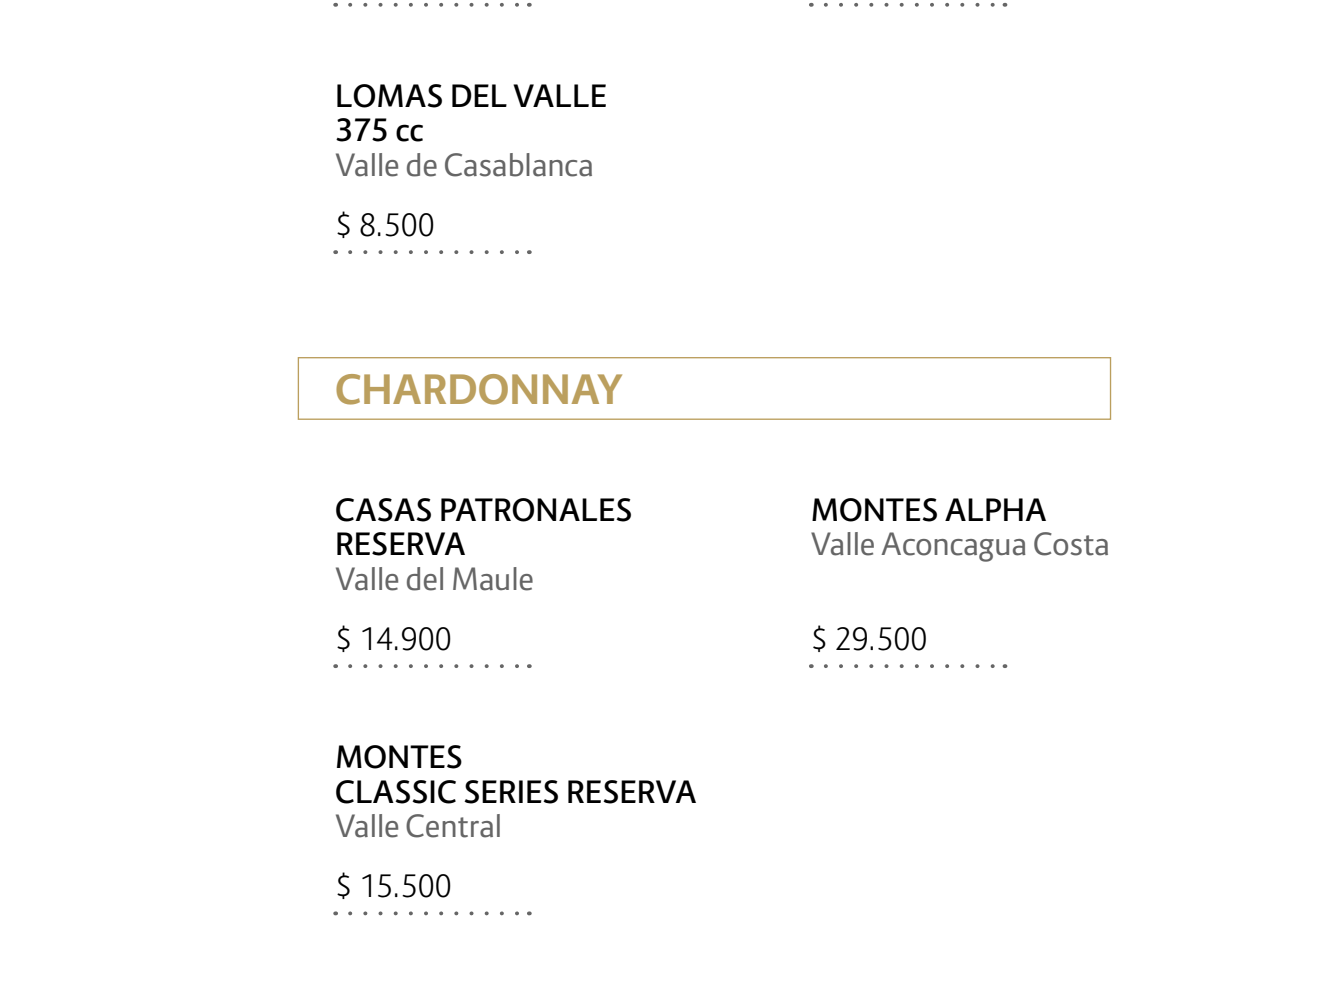 LOMAS DEL VALLE
375 cc
Valle de Casablanca
$ 8.500
CHARDONNAY
CASAS PATRONALES
RESERVA
Valle del Maule
$ 14.900
MONTES ALPHA
Valle Aconcagua Costa
$ 29.500
MONTES
CLASSIC SERIES RESERVA
Valle Central
$ 15.500